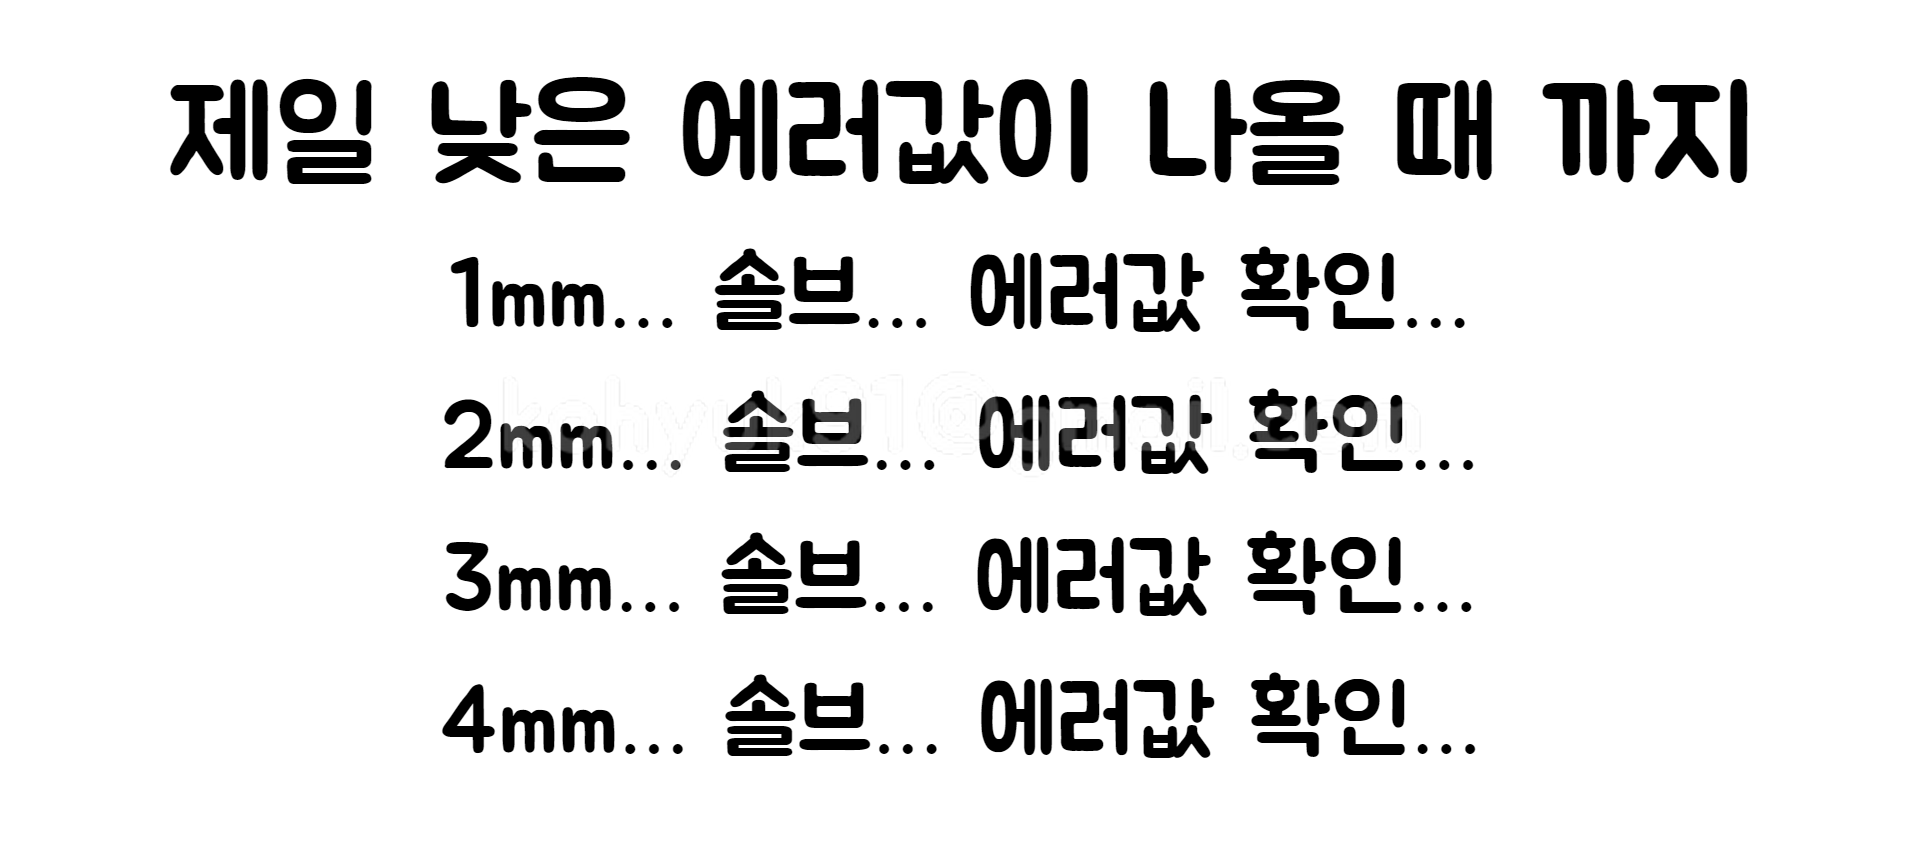 제일 낮은 에러값이 나올 때 까지
1mm... 솔브... 에러값 확인...
2mm... 솔브... 에러값 확인...
3mm... 솔브... 에러값 확인...
4mm... 솔브... 에러값 확인...